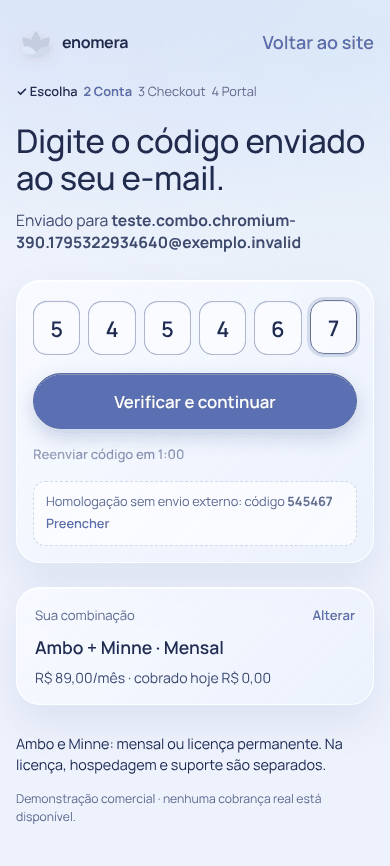 enomera
Voltar ao site
✓ Escolha 2 Conta 3 Checkout 4 Portal
Digite o código enviado
ao seu e-mail.
Enviado para teste.combo.chromium-
390.1795322934640@exemplo.invalid
5 4 5 4 6 7
Verificar e continuar
Reenviar código em 1:00
Homologação sem envio externo: código 545467
Preencher
Sua combinação
Alterar
Ambo + Minne · Mensal
R$ 89,00/mês · cobrado hoje R$ 0,00
Ambo e Minne: mensal ou licença permanente. Na
licença, hospedagem e suporte são separados.
Demonstração comercial · nenhuma cobrança real está
disponível.